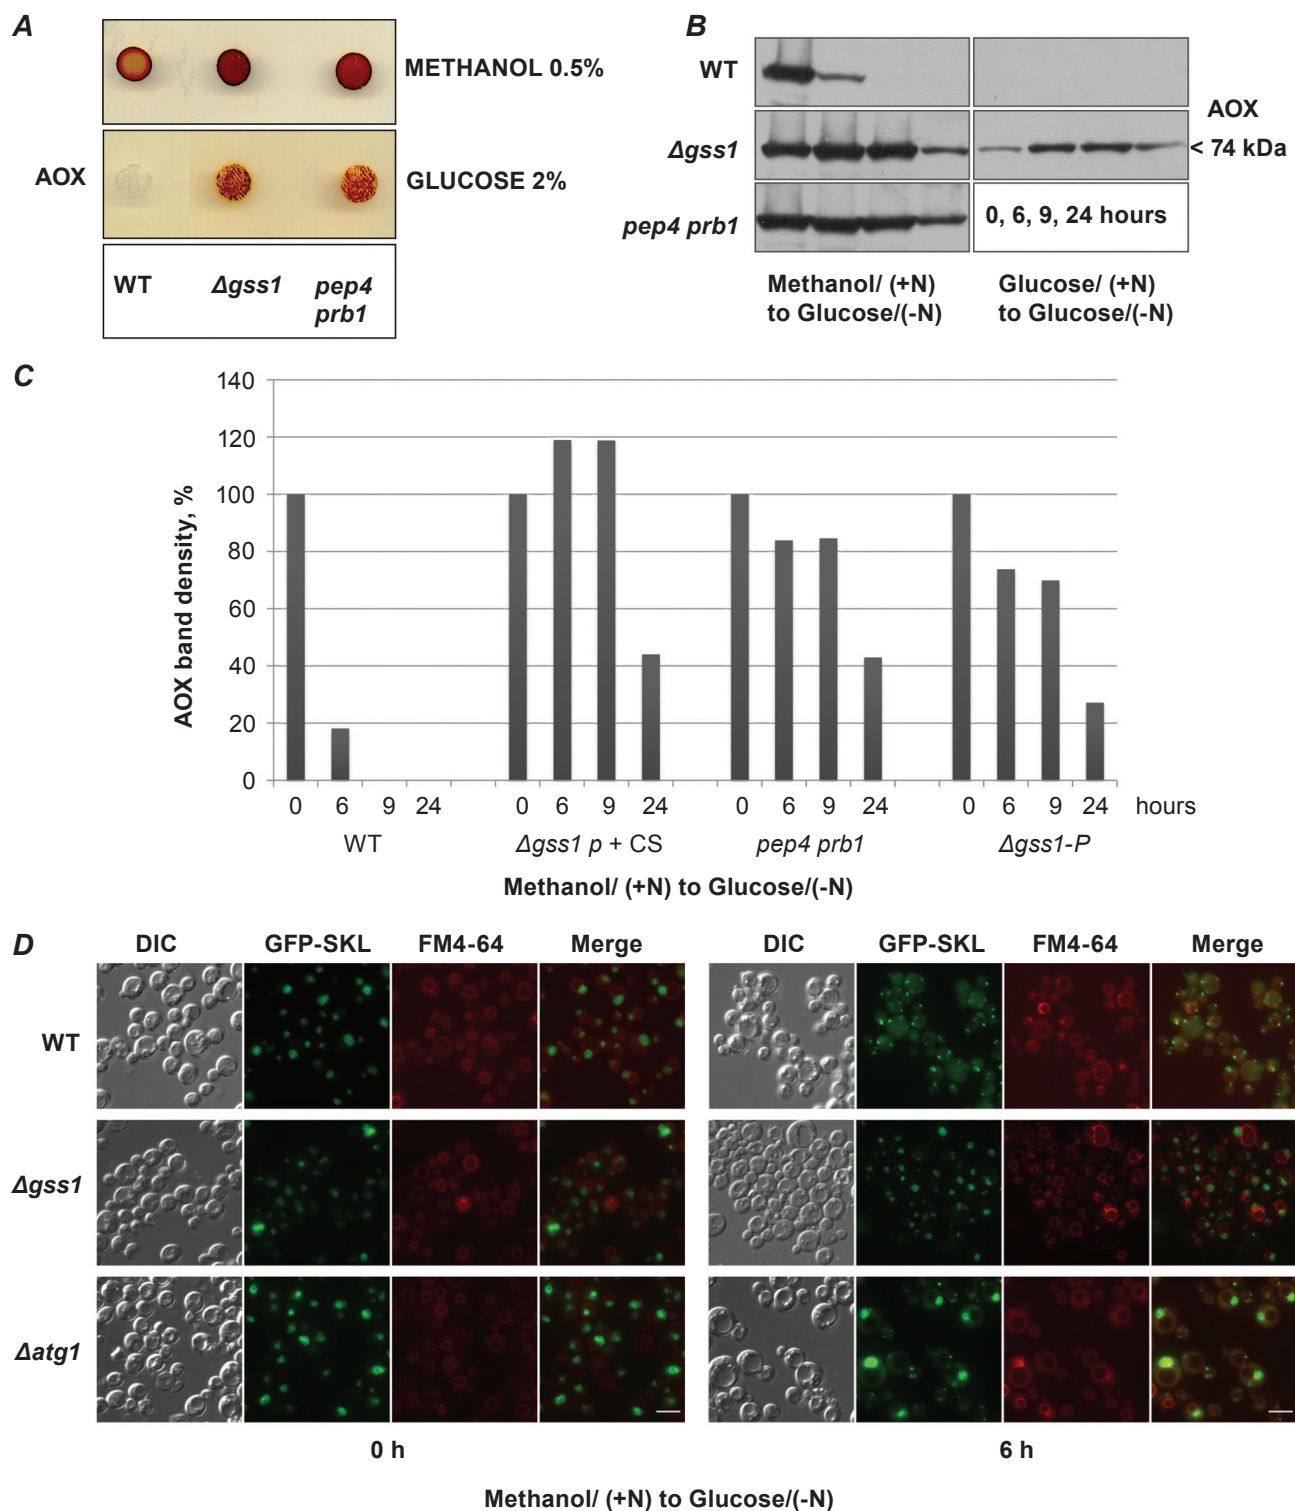 A
METHANOL 0.5%
AOX
GLUCOSE 2%
WT Δgss1 pep4
prb1
B
WT
Δgss1
pep4 prb1
AOX
< 74 kDa
0, 6, 9, 24 hours
Methanol/ (+N)
to Glucose/(-N)
Glucose/ (+N)
to Glucose/(-N)
C
AOX band density, %
140
120
100
80
60
40
20
0
0 6 9 24 0 6 9 24 0 6 9 24 0 6 9 24 hours
WT Δgss1 p + CS pep4 prb1 Δgss1-P
Methanol/ (+N) to Glucose/(-N)
D
DIC GFP-SKL FM4-64 Merge DIC GFP-SKL FM4-64 Merge
WT
Δgss1
Δatg1
0 h 6 h
Methanol/ (+N) to Glucose/(-N)